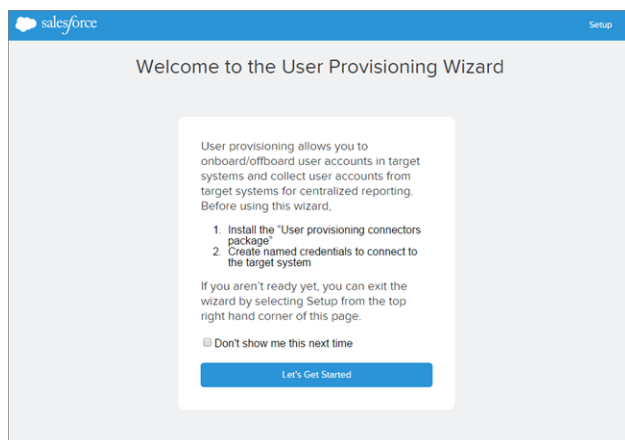 salesforce
Setup
Welcome to the User Provisioning Wizard
User provisioning allows you to
onboard/offboard user accounts in target
systems and collect user accounts from
target systems for centralized reporting.
Before using this wizard,
1. Install the "User provisioning connectors
package"
2. Create named credentials to connect to
the target system
If you aren't ready yet, you can exit the
wizard by selecting Setup from the top
right hand corner of this page.
Don't show me this next time
Let's Get Started